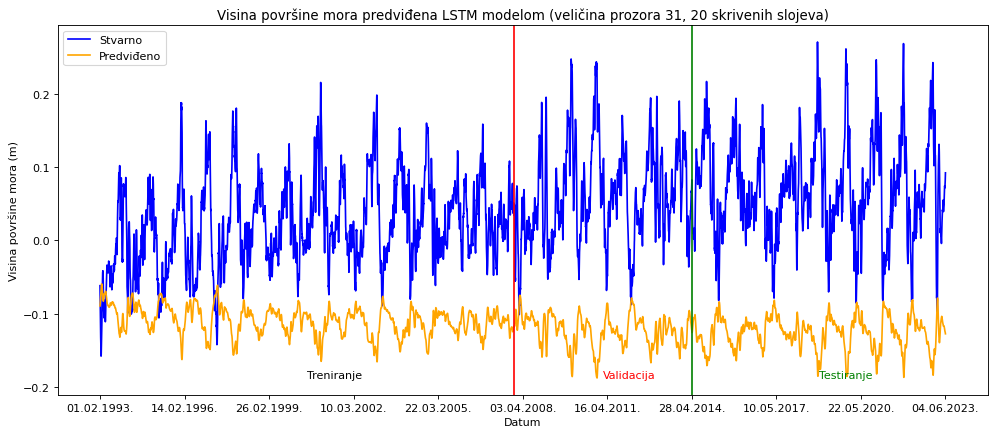 Visina površine mora predviđena LSTM modelom (veličina prozora 31, 20 skrivenih slojeva)
Stvarno
Predviđeno
Visina površine mora (m)
0.2
0.1
0.0
−0.1
−0.2
Treniranje
Validacija
Testiranje
01.02.1993.
14.02.1996.
26.02.1999.
10.03.2002.
22.03.2005.
03.04.2008.
16.04.2011.
28.04.2014.
10.05.2017.
22.05.2020.
04.06.2023.
Datum